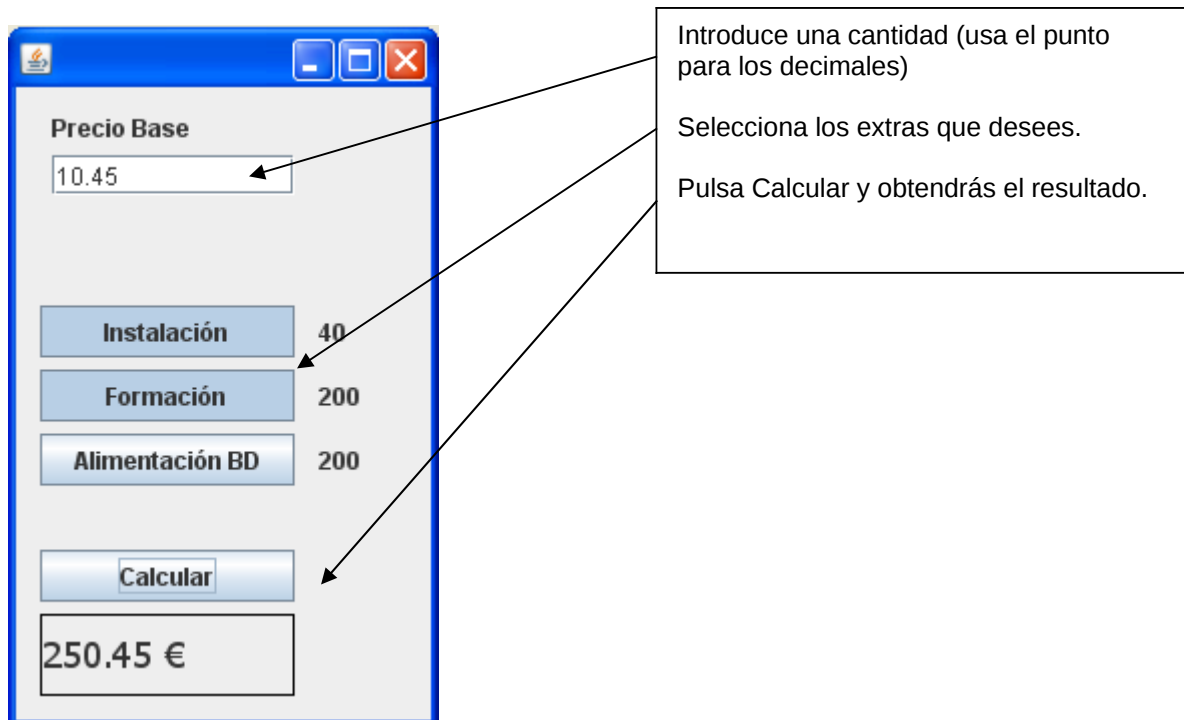 Introduce una cantidad (usa el punto
para los decimales)
Selecciona los extras que desees.
Pulsa Calcular y obtendrás el resultado.
Precio Base
10.45
Instalación 40
Formación 200
Alimentación BD 200
Calcular
250.45 €